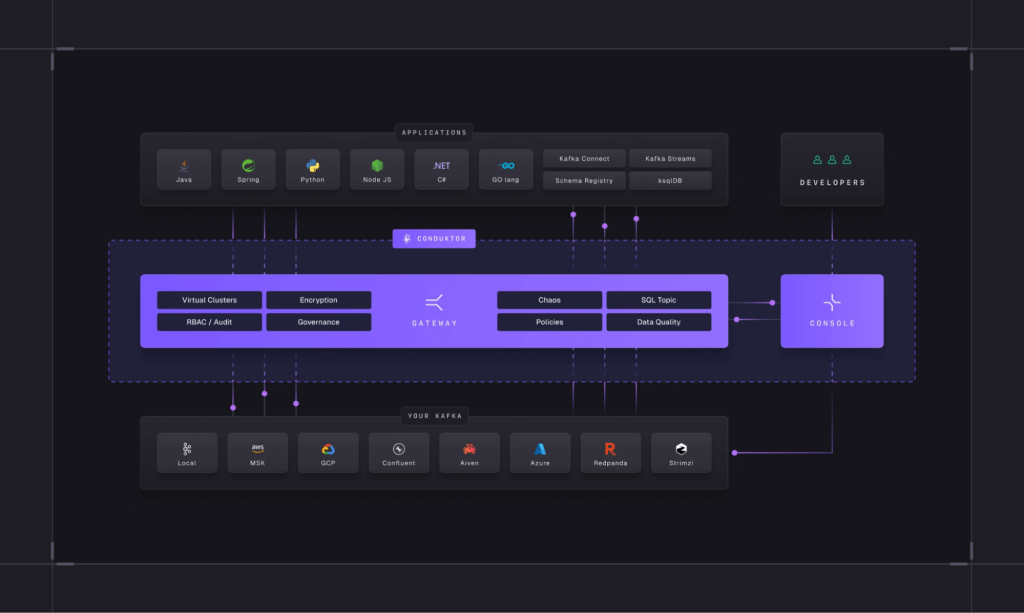 APPLICATIONS
Java
Spring
Python
Node JS
.NET
C#
GO
GO lang
Kafka Connect
Kafka Streams
Schema Registry
ksqlDB
DEVELOPERS
CONDUKTOR
Virtual Clusters
Encryption
RBAC / Audit
Governance
GATEWAY
Chaos
SQL Topic
Policies
Data Quality
CONSOLE
YOUR KAFKA
Local
aws
MSK
GCP
Confluent
Aiven
Azure
Redpanda
Strimzi